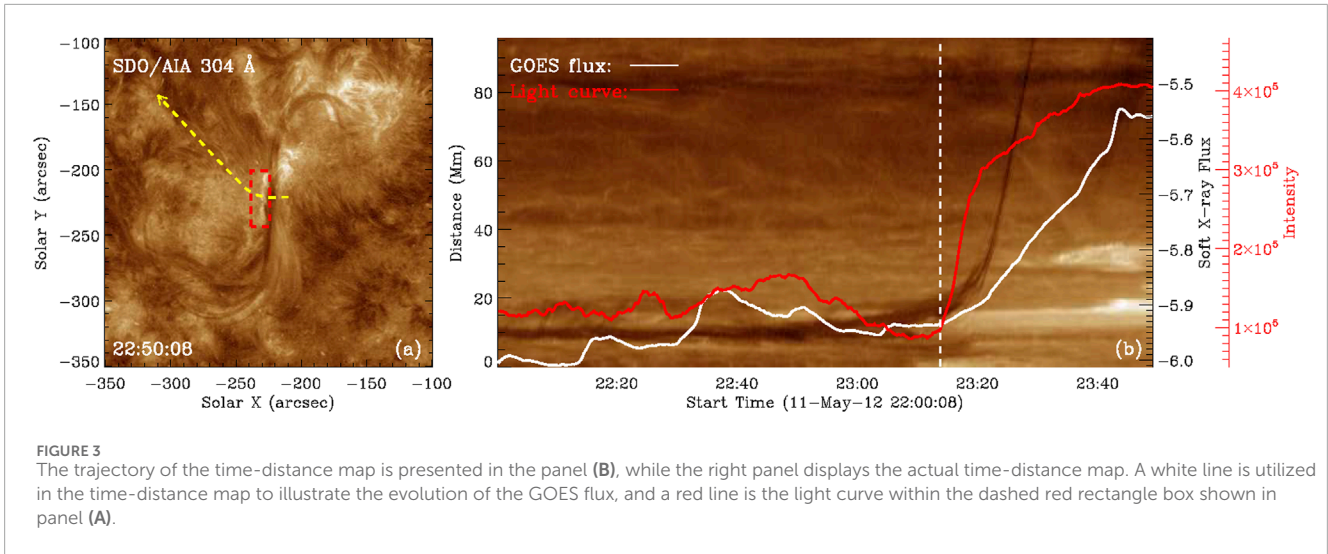 SDO/AIA 304 Å
22:50:08
(a)
-100
-150
-200
-250
-300
-350
Solar Y (arcsec)
-350 -300 -250 -200 -150 -100
Solar X (arcsec)
GOES flux:
Light curve:
(b)
80
60
40
20
0
Distance (Mm)
22:20 22:40 23:00 23:20 23:40
Start Time (11-May-12 22:00:08)
-5.5
-5.6
-5.7
-5.8
-5.9
-6.0
Soft X-ray Flux
4×10⁵
3×10⁵
2×10⁵
1×10⁵
Intensity
FIGURE 3
The trajectory of the time-distance map is presented in the panel (B), while the right panel displays the actual time-distance map. A white line is utilized
in the time-distance map to illustrate the evolution of the GOES flux, and a red line is the light curve within the dashed red rectangle box shown in
panel (A).